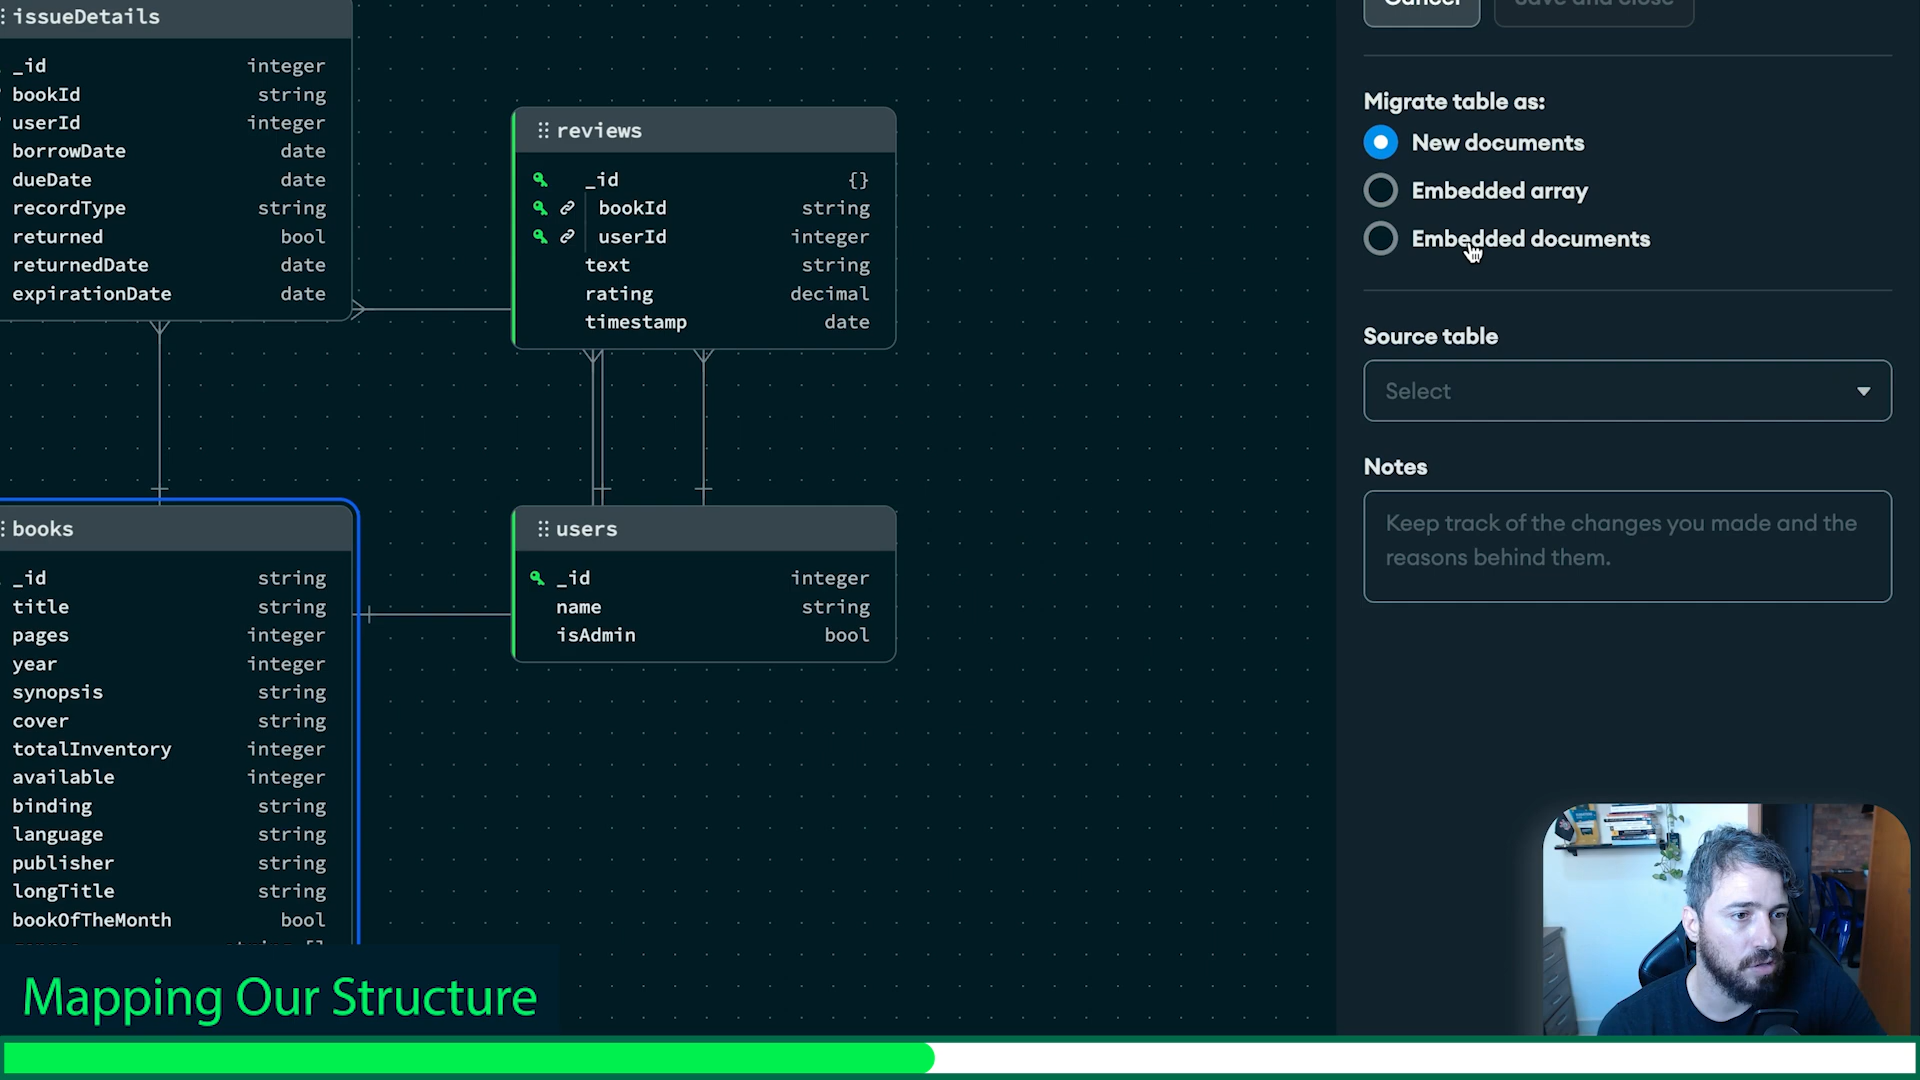 issueDetails
_id integer
bookId string
userId integer
borrowDate date
dueDate date
recordType string
returned bool
returnedDate date
expirationDate date
reviews
_id {}
bookId string
userId integer
text string
rating decimal
timestamp date
books
_id string
title string
pages integer
year integer
synopsis string
cover string
totalInventory integer
available integer
binding string
language string
publisher string
longTitle string
bookOfTheMonth bool
users
_id integer
name string
isAdmin bool
Cancel Save and close
Migrate table as:
New documents
Embedded array
Embedded documents
Source table
Select
Notes
Keep track of the changes you made and the
reasons behind them.
Mapping Our Structure